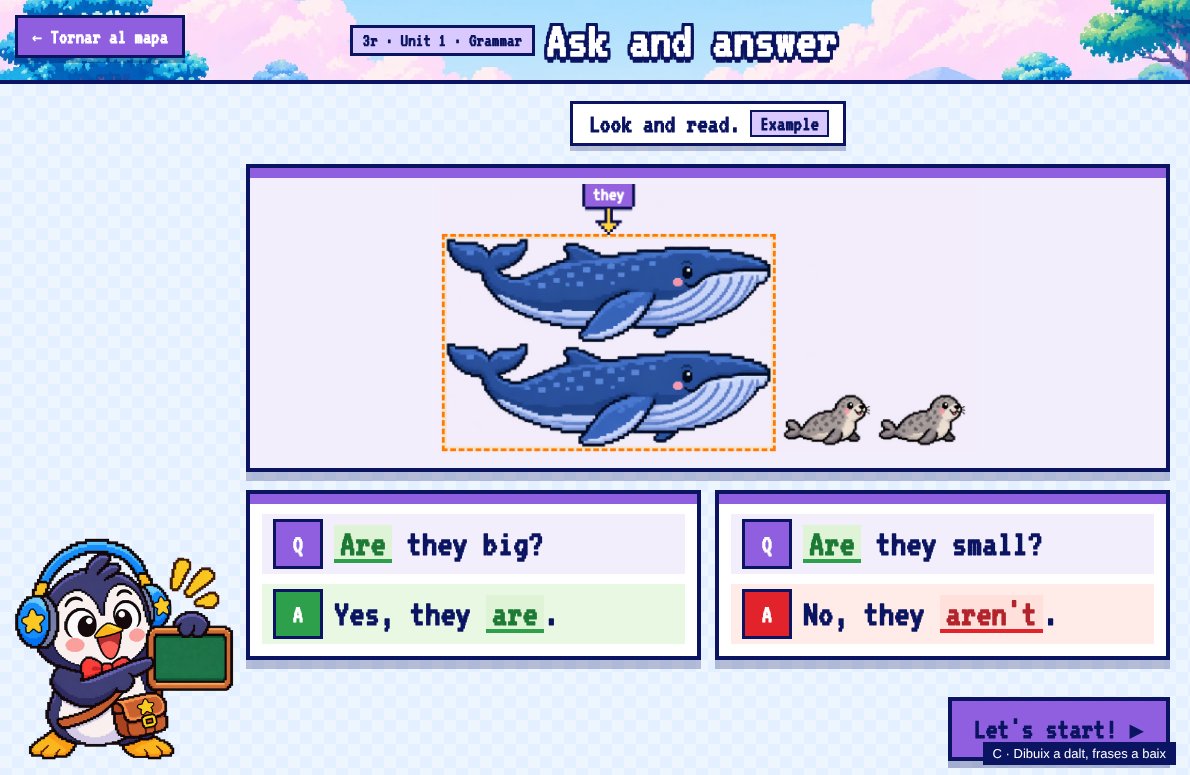 ← Tornar al mapa
3r · Unit 1 · Grammar
Ask and answer
Look and read. Example
they
Q Are they big?
A Yes, they are.
Q Are they small?
A No, they aren't.
Let's start! ▶
C · Dibuix a dalt, frases a baix